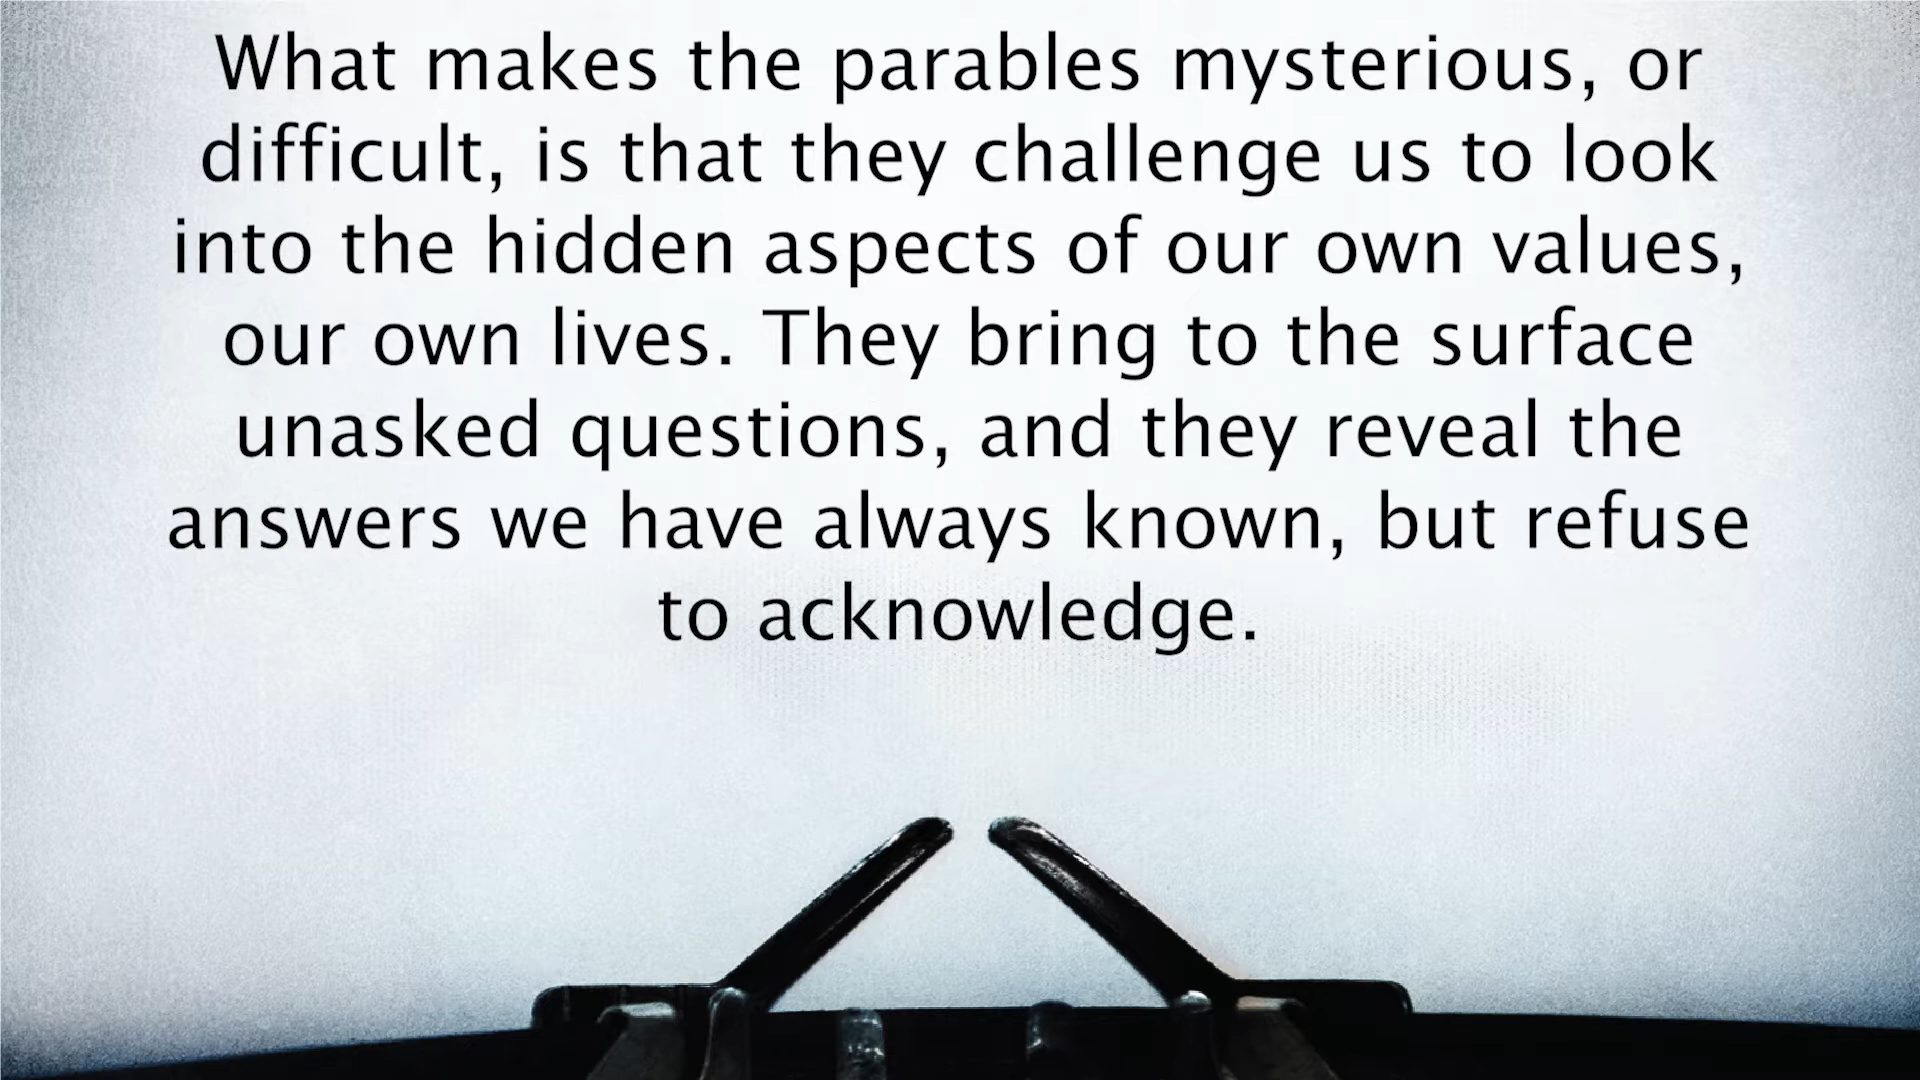 What makes the parables mysterious, or
difficult, is that they challenge us to look
into the hidden aspects of our own values,
our own lives. They bring to the surface
unasked questions, and they reveal the
answers we have always known, but refuse
to acknowledge.